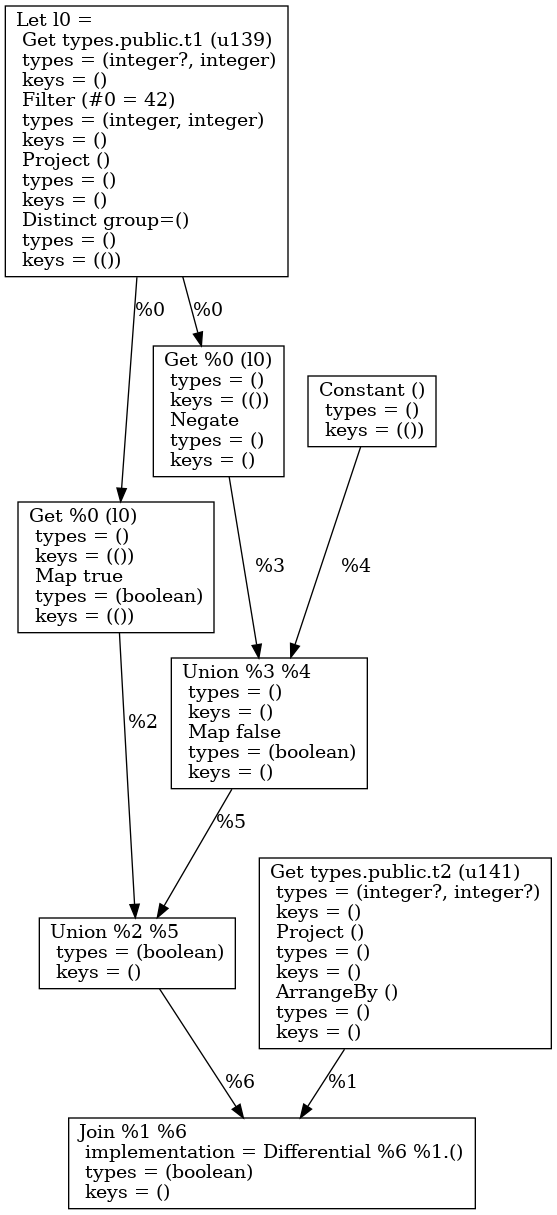 Let l0 =
Get types.public.t1 (u139)
types = (integer?, integer)
keys = ()
Filter (#0 = 42)
types = (integer, integer)
keys = ()
Project ()
types = ()
keys = ()
Distinct group=()
types = ()
keys = (())
%0
%0
Get %0 (l0)
types = ()
keys = (())
Negate
types = ()
keys = ()
Constant ()
types = ()
keys = (())
Get %0 (l0)
types = ()
keys = (())
Map true
types = (boolean)
keys = (())
%3
%4
Union %3 %4
types = ()
keys = ()
Map false
types = (boolean)
keys = ()
%2
%5
Get types.public.t2 (u141)
types = (integer?, integer?)
keys = ()
Project ()
types = ()
keys = ()
ArrangeBy ()
types = ()
keys = ()
Union %2 %5
types = (boolean)
keys = ()
%6
%1
Join %1 %6
implementation = Differential %6 %1.()
types = (boolean)
keys = ()